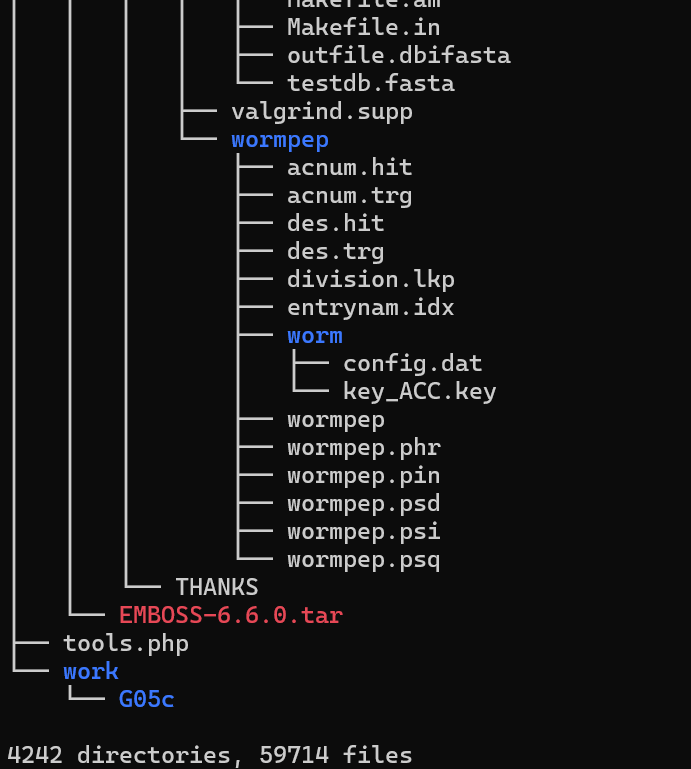 Makefile.am
Makefile.in
outfile.dbifasta
testdb.fasta
valgrind.supp
wormpep
acnum.hit
acnum.trg
des.hit
des.trg
division.lkp
entrynam.idx
worm
config.dat
key_ACC.key
wormpep
wormpep.phr
wormpep.pin
wormpep.psd
wormpep.psi
wormpep.psq
THANKS
EMBOSS-6.6.0.tar
tools.php
work
G05c
4242 directories, 59714 files